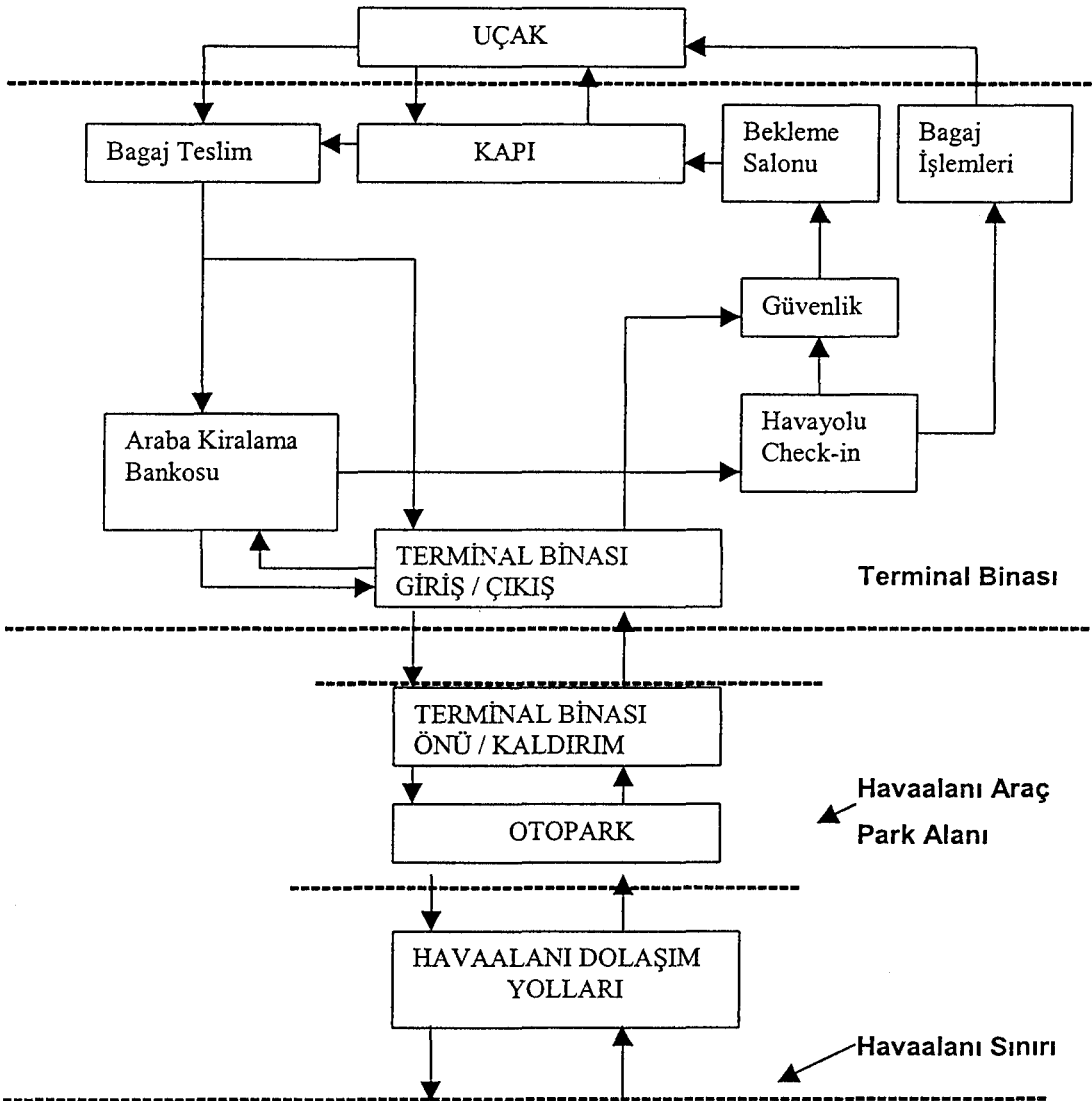 UÇAK
Bagaj Teslim
KAPI
Bekleme
Salonu
Bagaj
İşlemleri
Güvenlik
Araba Kiralama
Bankosu
Havayolu
Check-in
TERMİNAL BİNASI
GİRİŞ / ÇIKIŞ
Terminal Binası
TERMİNAL BİNASI
ÖNÜ / KALDIRIM
Havaalanı Araç
Park Alanı
OTOPARK
HAVAALANI DOLAŞIM
YOLLARI
Havaalanı Sınırı